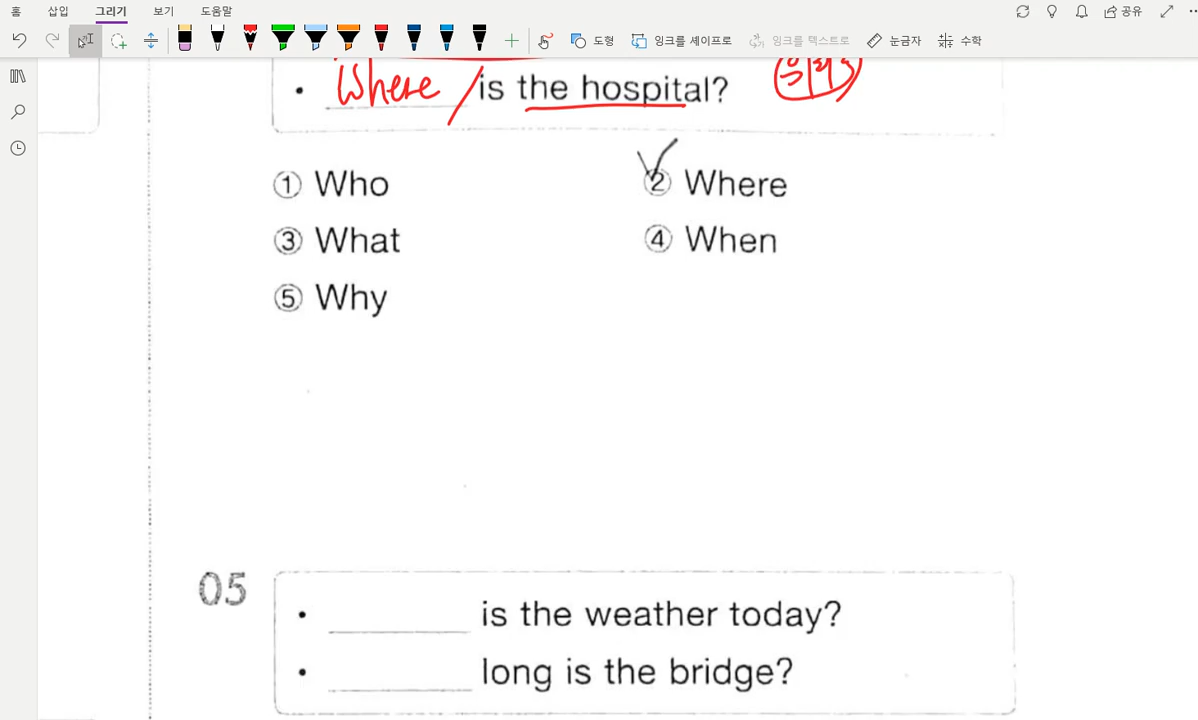 홈 삽입 그리기 보기 도움말 공유
도형 잉크를 셰이프로 잉크를 텍스트로 눈금자 수학
• Where / is the hospital?
① Who ② Where
③ What ④ When
⑤ Why
05
• ________ is the weather today?
• ________ long is the bridge?